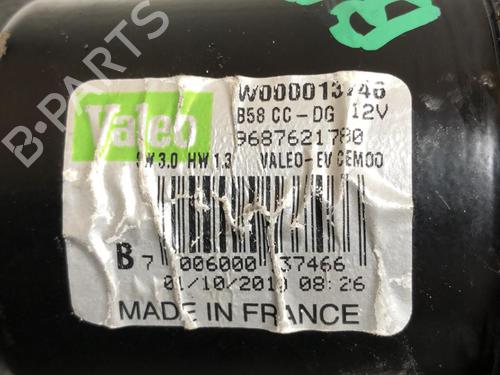 B-PARTS
Valeo
W000013746
B58 CC-DG 12V
9687621780
SW 3.0 HW 1.3 VALEO-EV CEM00
B 7 006000 37466
01/10/2010 08:26
MADE IN FRANCE